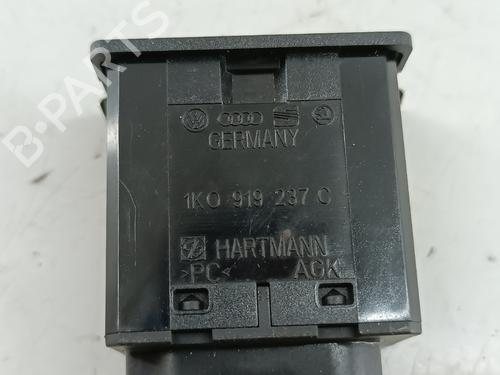 B-PARTS
GERMANY
1K0 919 237 C
HARTMANN
>PC< ACK